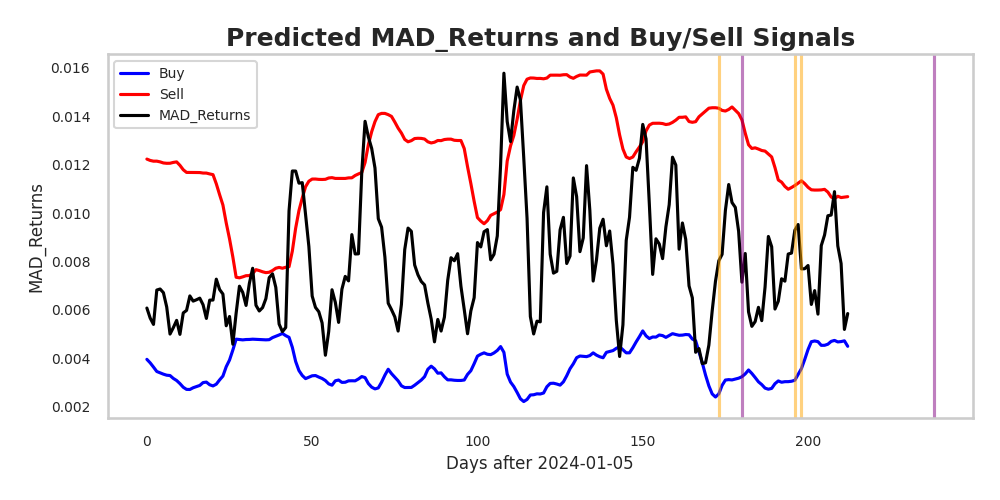 Predicted MAD_Returns and Buy/Sell Signals
Buy
Sell
MAD_Returns
MAD_Returns
0.016
0.014
0.012
0.010
0.008
0.006
0.004
0.002
0 50 100 150 200
Days after 2024-01-05